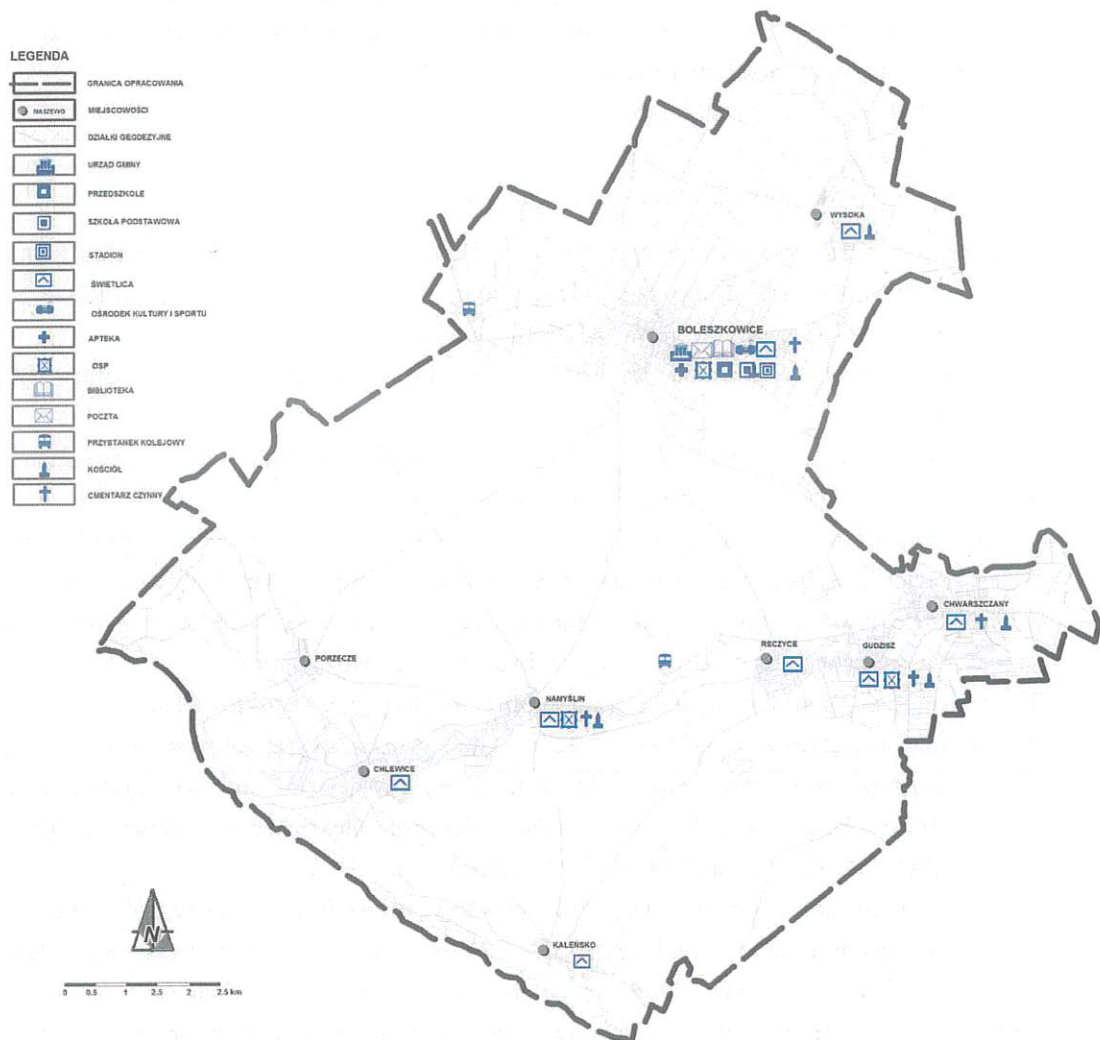 LEGENDA
GRANICA OPRACOWANIA
MASZEWO MIEJSCOWOŚCI
DZIAŁKI GEODEZYJNE
URZĄD GMINY
PRZEDSZKOLE
SZKOŁA PODSTAWOWA
STADION
ŚWIETLICA
OŚRODEK KULTURY I SPORTU
APTEKA
OSP
BIBLIOTEKA
POCZTA
PRZYSTANEK KOLEJOWY
KOŚCIÓŁ
CMENTARZ CZYNNY
WYSOKA
BOLESZKOWICE
CHWARSZCZANY
RECZYCE
GUDZISZ
PORZECZE
NAMYŚLIN
CHLEWICE
KALEŃSKO
N
0 0.5 1 2.5 2 2.5 km